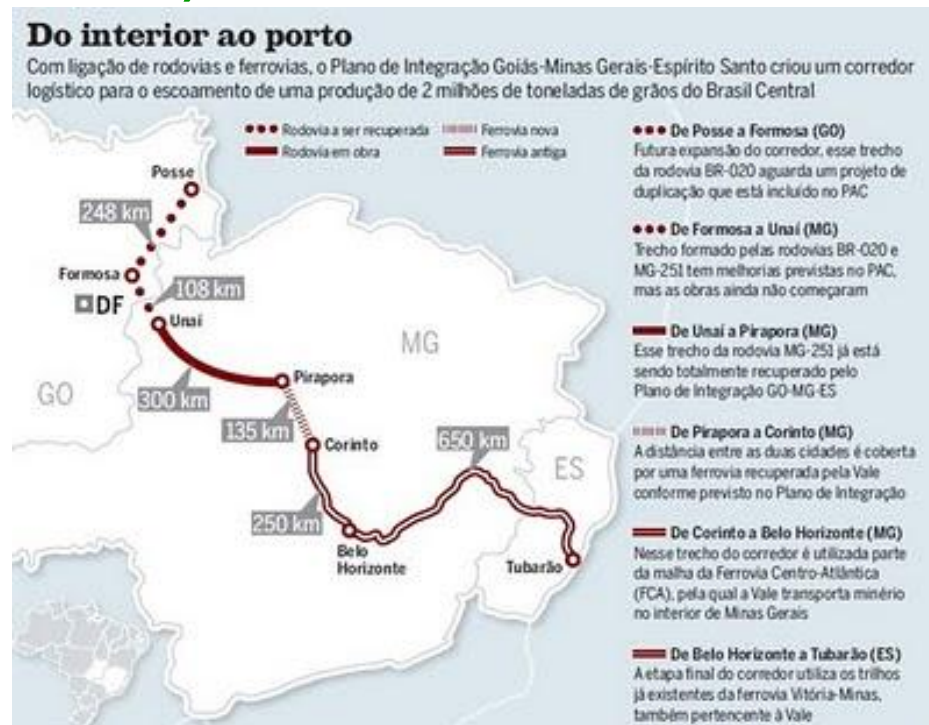 Do interior ao porto
Com ligação de rodovias e ferrovias, o Plano de Integração Goiás-Minas Gerais-Espírito Santo criou um corredor
logístico para o escoamento de uma produção de 2 milhões de toneladas de grãos do Brasil Central
Rodovia a ser recuperada
Ferrovia nova
Rodovia em obra
Ferrovia antiga
Posse
248 km
Formosa
DF
108 km
Unaí
MG
GO
300 km
Pirapora
135 km
Corinto
650 km
ES
250 km
Belo
Horizonte
Tubarão
De Posse a Formosa (GO)
Futura expansão do corredor, esse trecho
da rodovia BR-020 aguarda um projeto de
duplicação que está incluído no PAC
De Formosa a Unaí (MG)
Trecho formado pelas rodovias BR-020 e
MG-251 tem melhorias previstas no PAC,
mas as obras ainda não começaram
De Unaí a Pirapora (MG)
Esse trecho da rodovia MG-251 já está
sendo totalmente recuperado pelo
Plano de Integração GO-MG-ES
De Pirapora a Corinto (MG)
A distância entre as duas cidades é coberta
por uma ferrovia recuperada pela Vale
conforme previsto no Plano de Integração
De Corinto a Belo Horizonte (MG)
Nesse trecho do corredor é utilizada parte
da malha da Ferrovia Centro-Atlântica
(FCA), pela qual a Vale transporta minério
no interior de Minas Gerais
De Belo Horizonte a Tubarão (ES)
A etapa final do corredor utiliza os trilhos
já existentes da ferrovia Vitória-Minas,
também pertencente à Vale